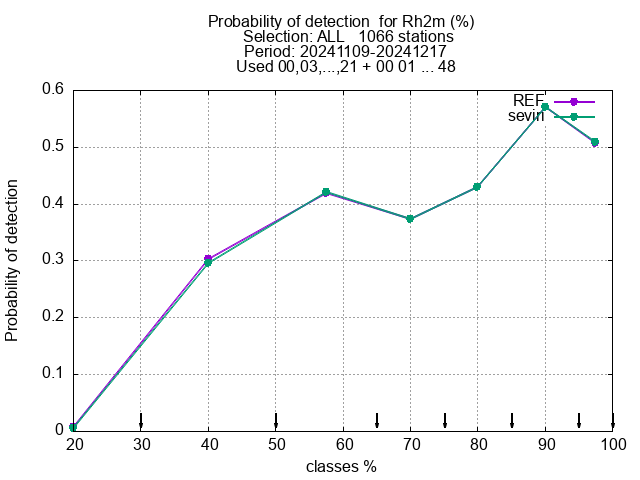 Probability of detection  for Rh2m (%)
Selection: ALL   1066 stations
Period: 20241109-20241217
Used 00,03,...,21 + 00 01 ... 48
REF
seviri
0.6
0.5
0.4
0.3
0.2
0.1
0
Probability of detection
20 30 40 50 60 70 80 90 100
classes %